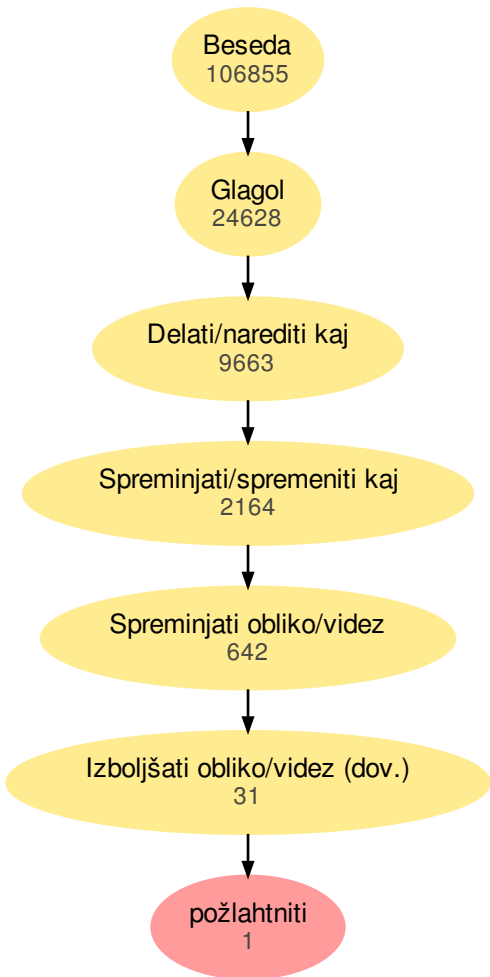 Beseda
106855
Glagol
24628
Delati/narediti kaj
9663
Spreminjati/spremeniti kaj
2164
Spreminjati obliko/videz
642
Izboljšati obliko/videz (dov.)
31
požlahtniti
1